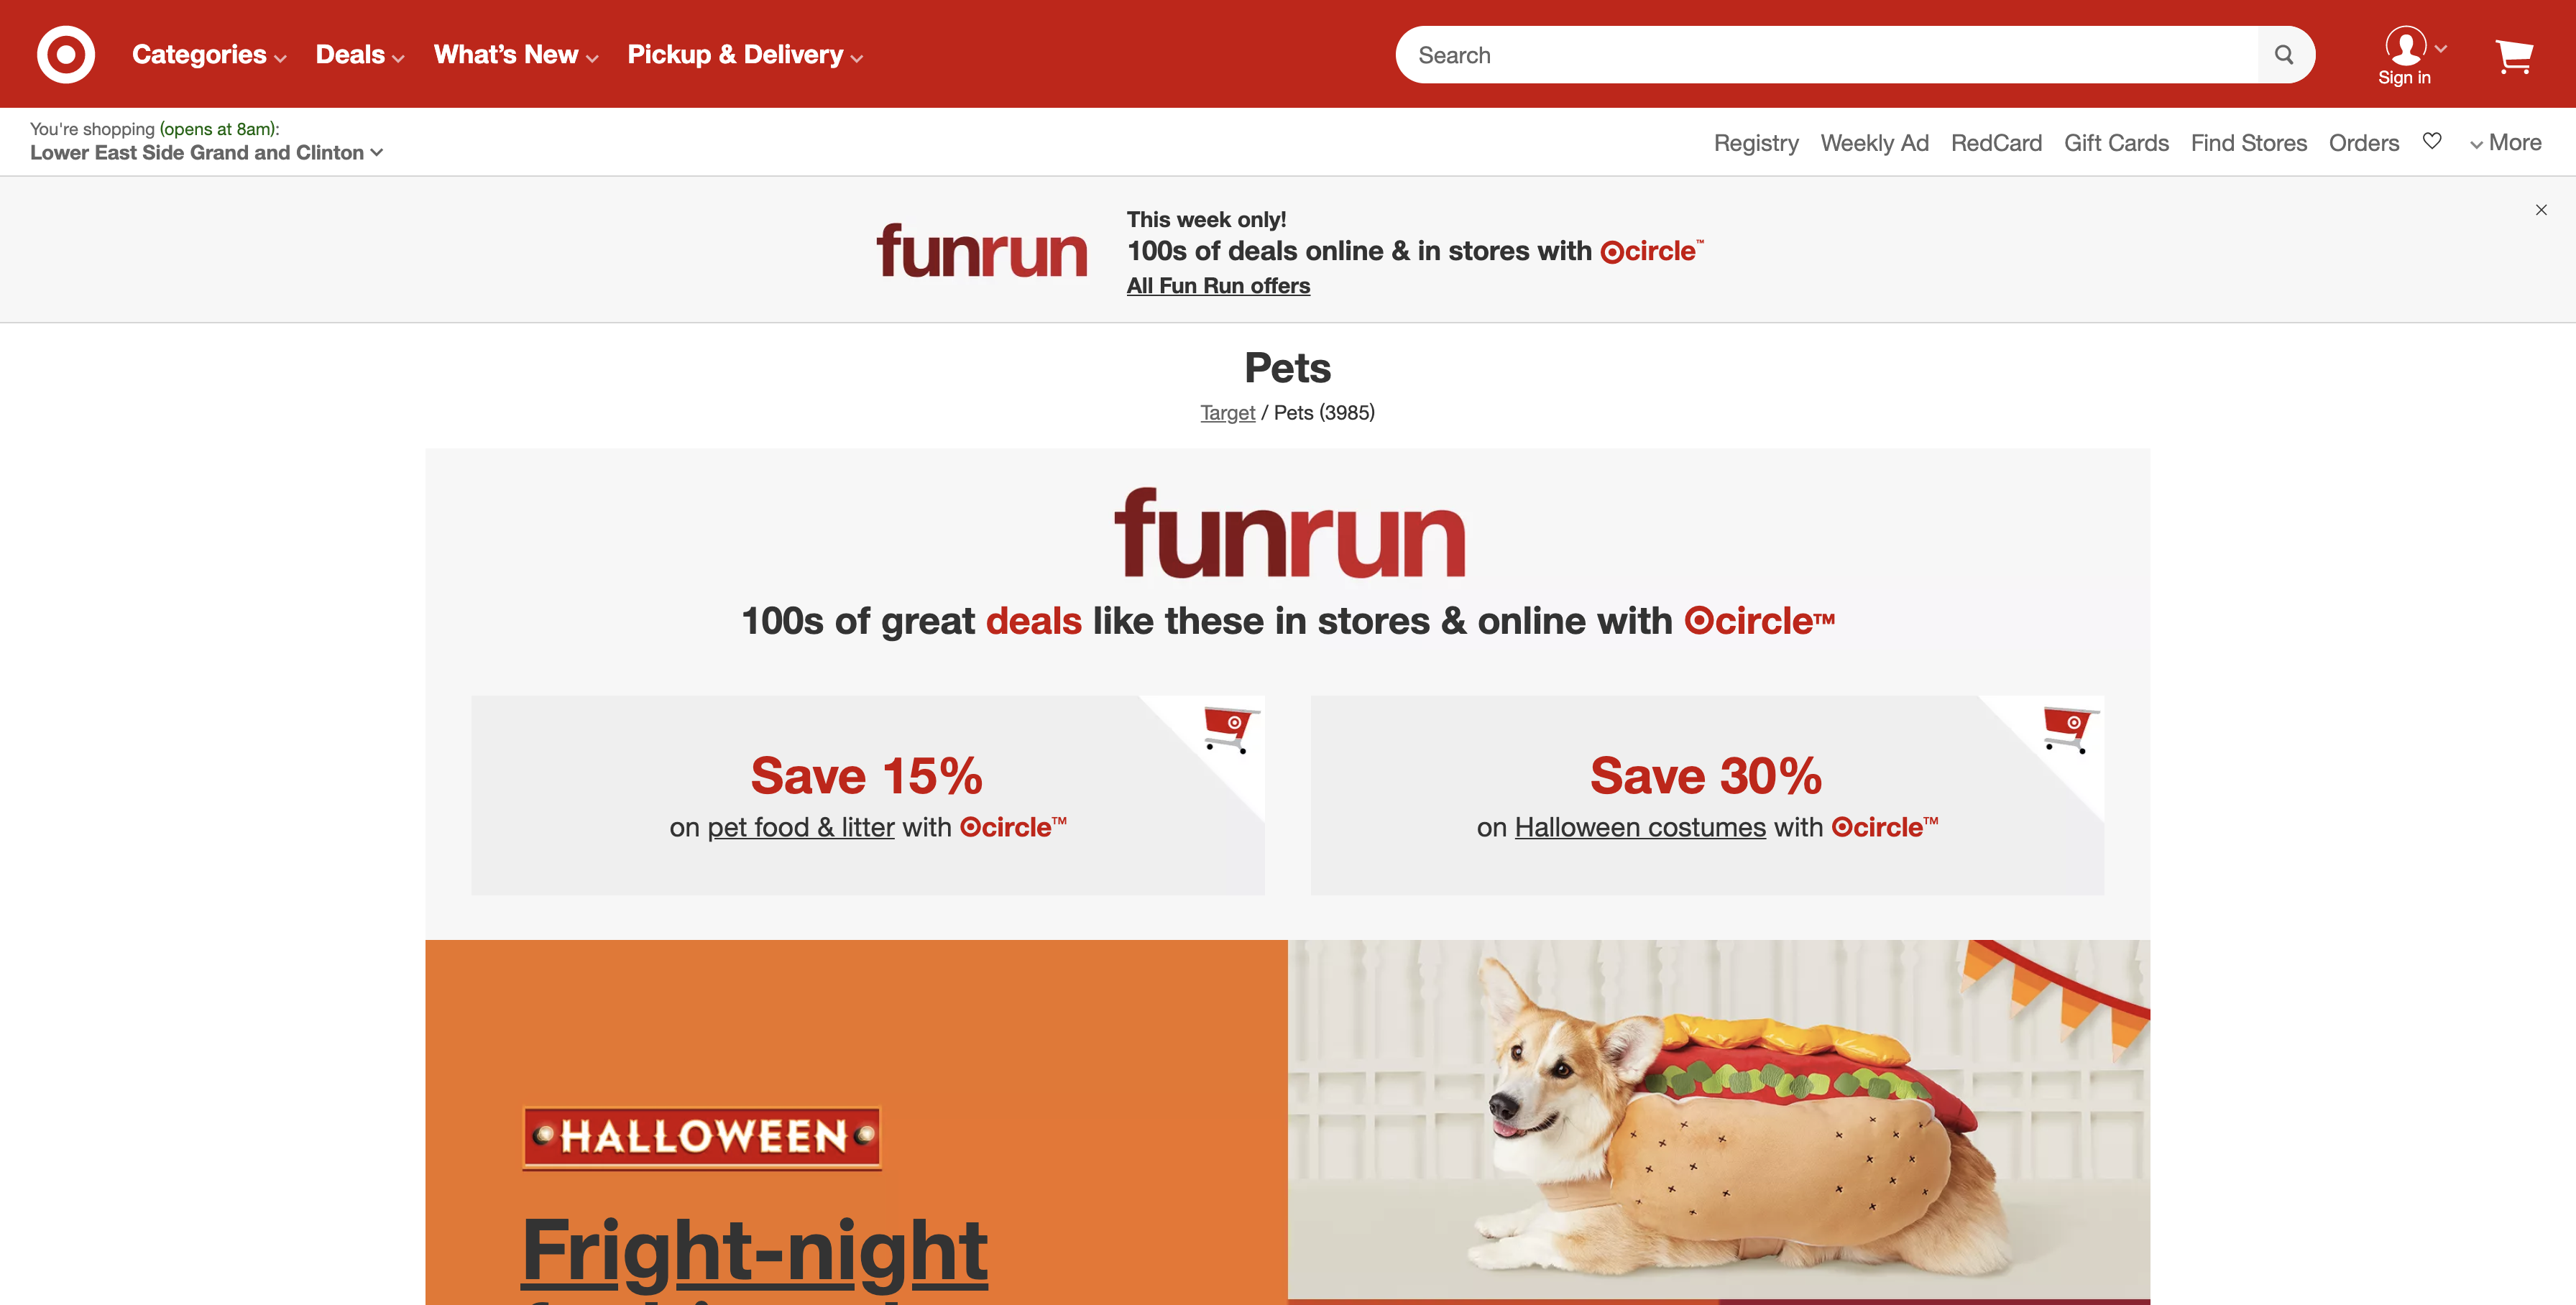 Categories Deals What's New Pickup & Delivery
Search
Sign in
You're shopping (opens at 8am):
Lower East Side Grand and Clinton
Registry Weekly Ad RedCard Gift Cards Find Stores Orders More
funrun
This week only!
100s of deals online & in stores with circle™
All Fun Run offers
Pets
Target / Pets (3985)
funrun
100s of great deals like these in stores & online with circle™
Save 15%
on pet food & litter with circle™
Save 30%
on Halloween costumes with circle™
HALLOWEEN
Fright-night